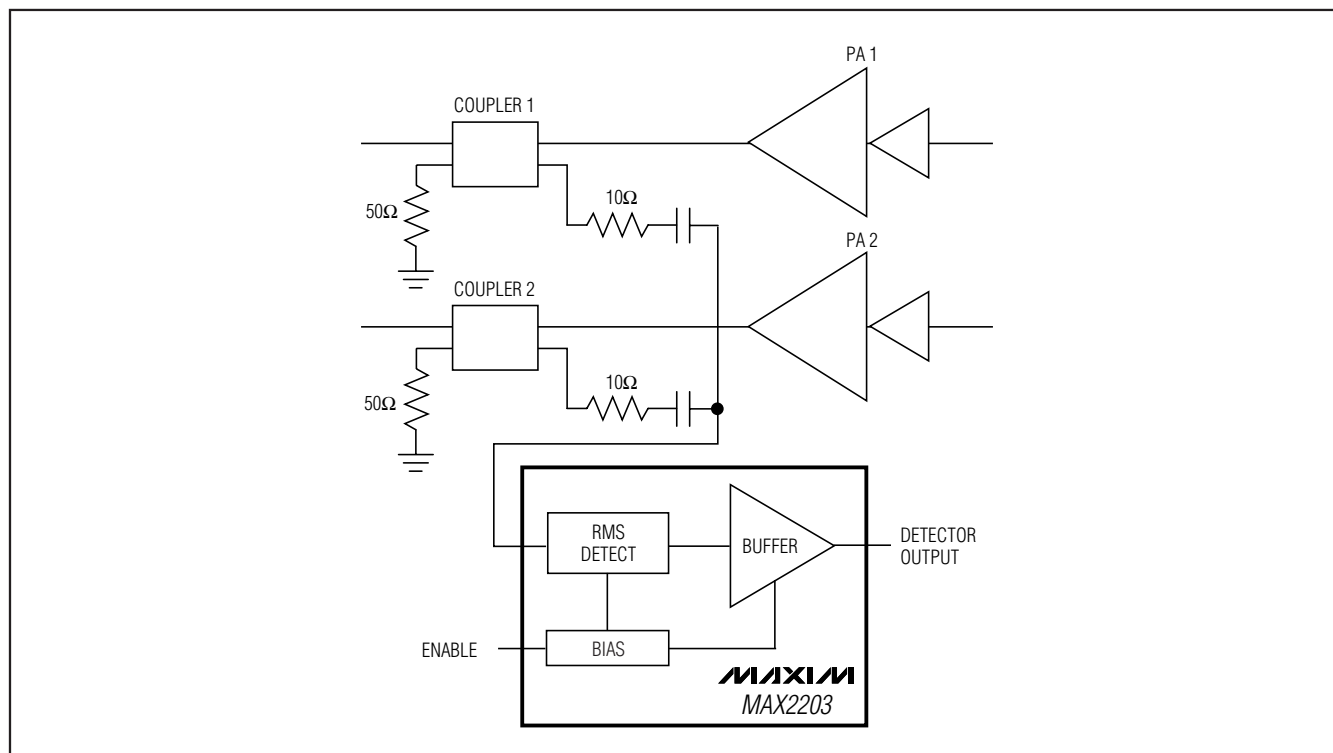 PA 1
COUPLER 1
10Ω
50Ω
PA 2
COUPLER 2
10Ω
50Ω
RMS
DETECT
BUFFER
DETECTOR
OUTPUT
ENABLE
BIAS
MAXIM
MAX2203